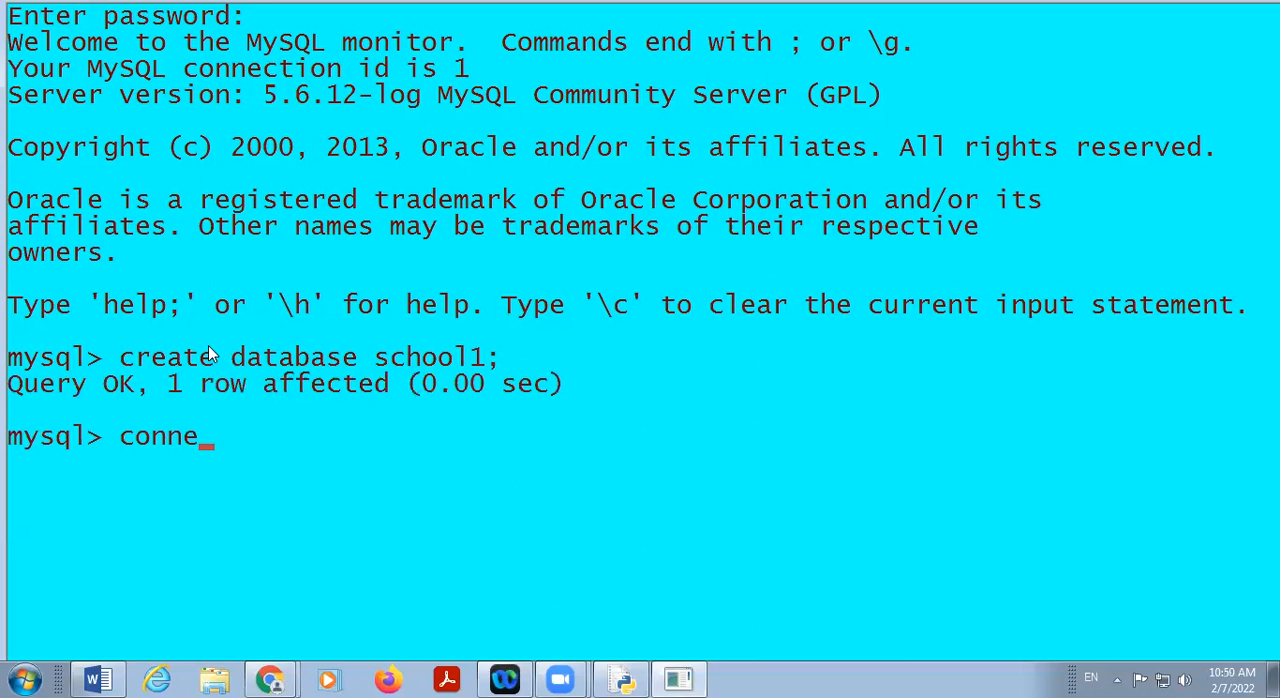 Enter password:
Welcome to the MySQL monitor.  Commands end with ; or \g.
Your MySQL connection id is 1
Server version: 5.6.12-log MySQL Community Server (GPL)
Copyright (c) 2000, 2013, Oracle and/or its affiliates. All rights reserved.
Oracle is a registered trademark of Oracle Corporation and/or its
affiliates. Other names may be trademarks of their respective
owners.
Type 'help;' or '\h' for help. Type '\c' to clear the current input statement.
mysql> create database school1;
Query OK, 1 row affected (0.00 sec)
mysql> conne
EN
10:50 AM
2/7/2022